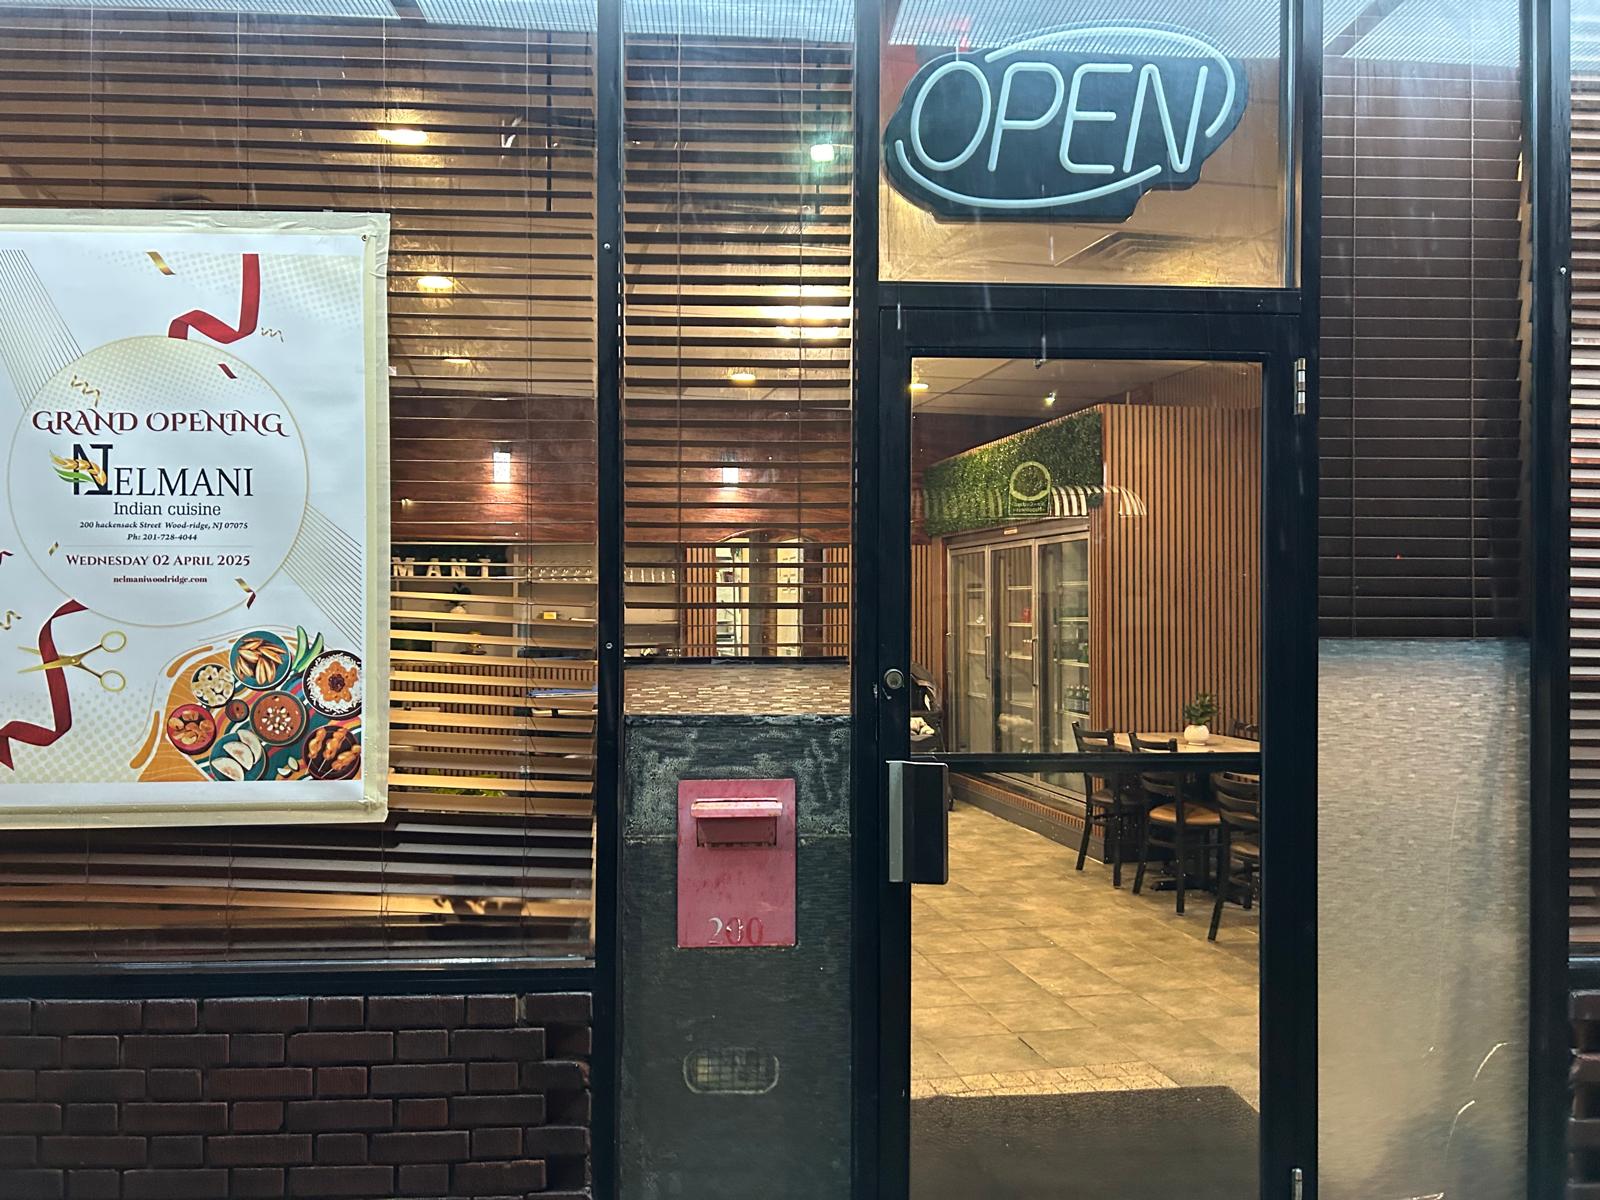 OPEN
GRAND OPENING
NELMANI
Indian cuisine
200 hackensack Street Wood-ridge, NJ 07075
Ph: 201-728-4044
WEDNESDAY 02 APRIL 2025
nelmaniwoodridge.com
MANI
200